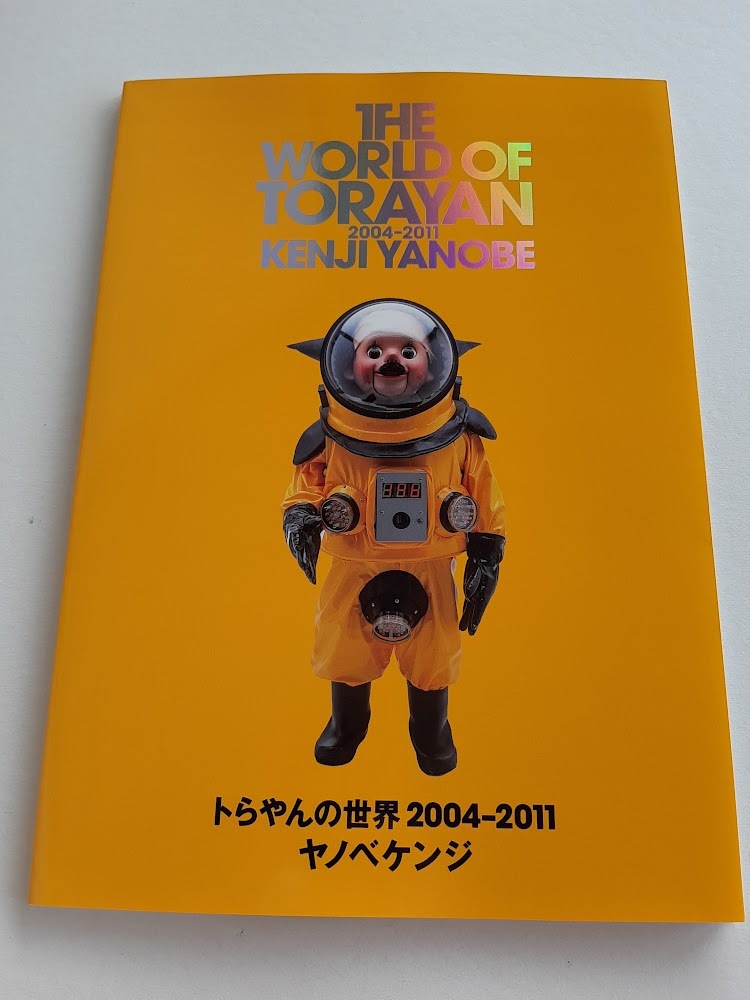 THE
WORLD OF
TORAYAN
2004-2011
KENJI YANOBE
トらやんの世界 2004-2011
ヤノベケンジ